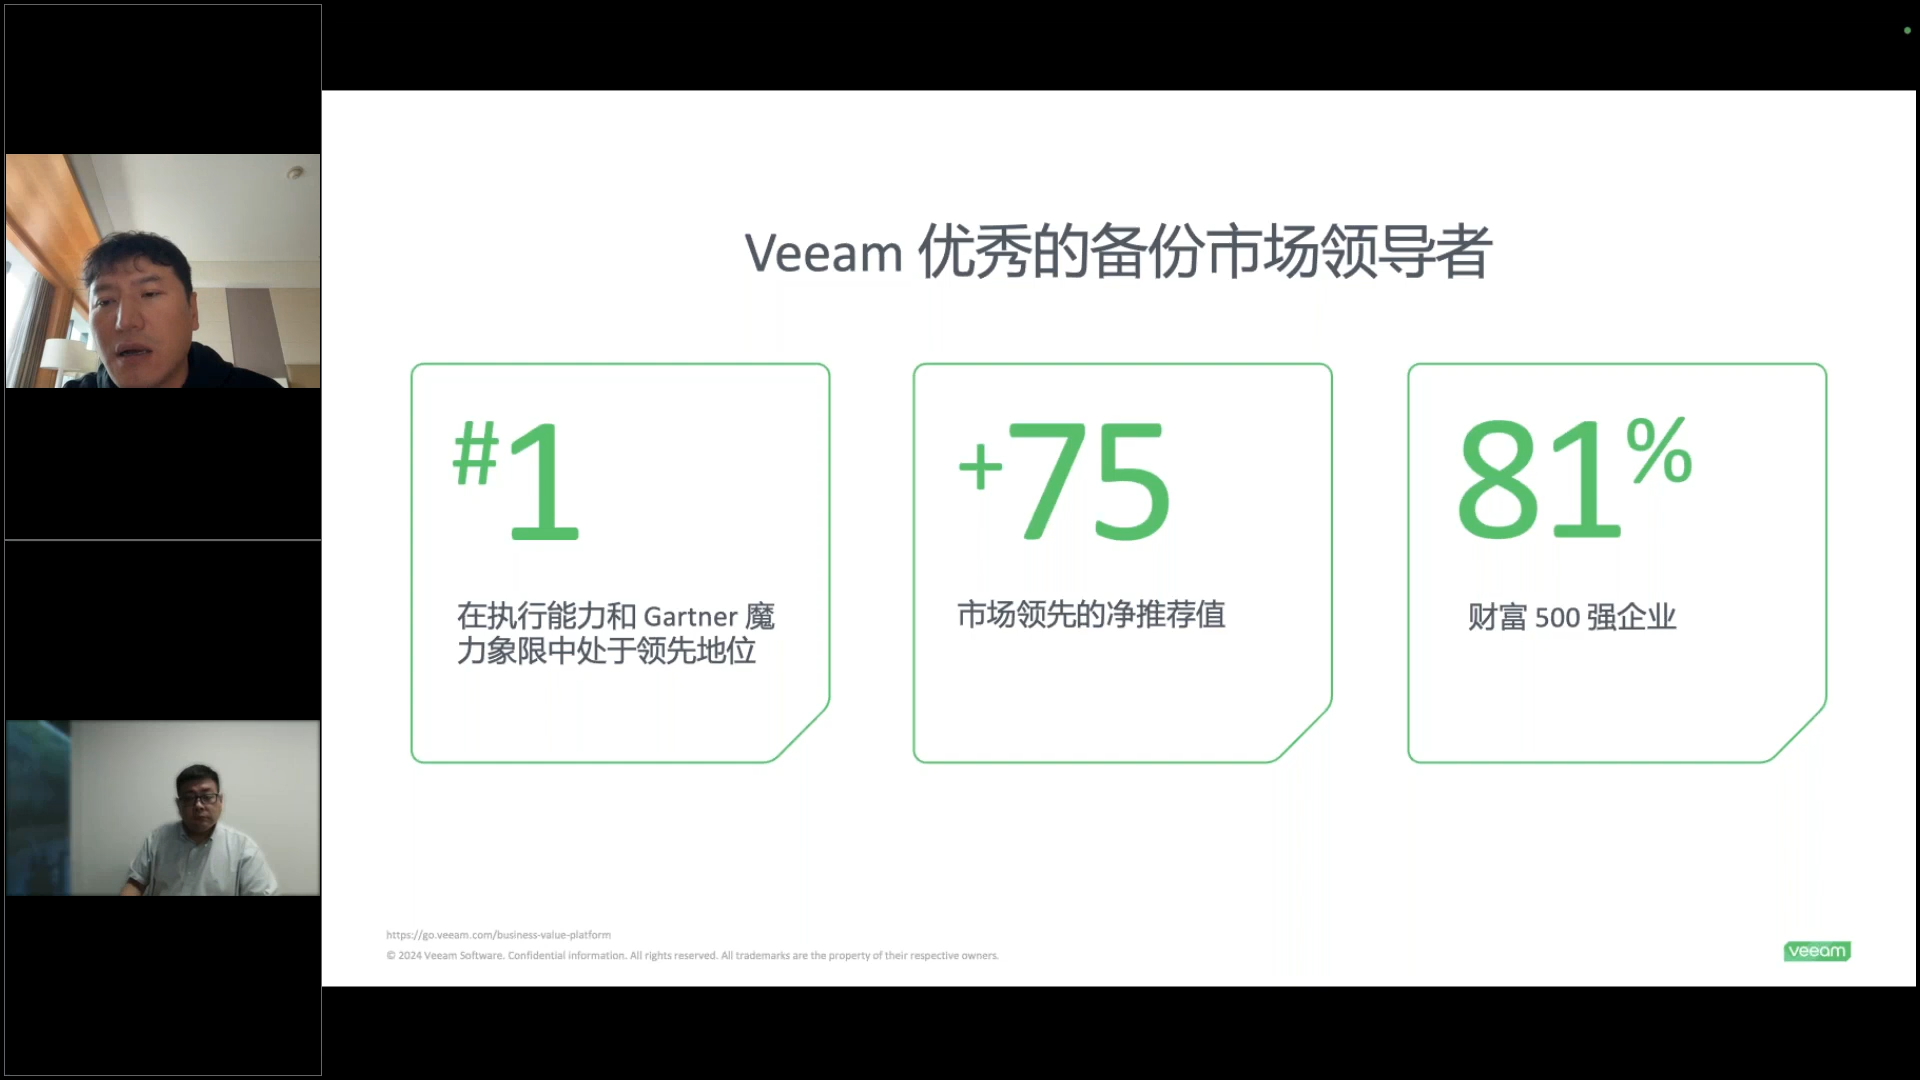 Veeam 优秀的备份市场领导者
#1
在执行能力和 Gartner 魔
力象限中处于领先地位
+75
市场领先的净推荐值
81%
财富 500 强企业
https://go.veeam.com/business-value-platform
© 2024 Veeam Software. Confidential information. All rights reserved. All trademarks are the property of their respective owners.
veeam